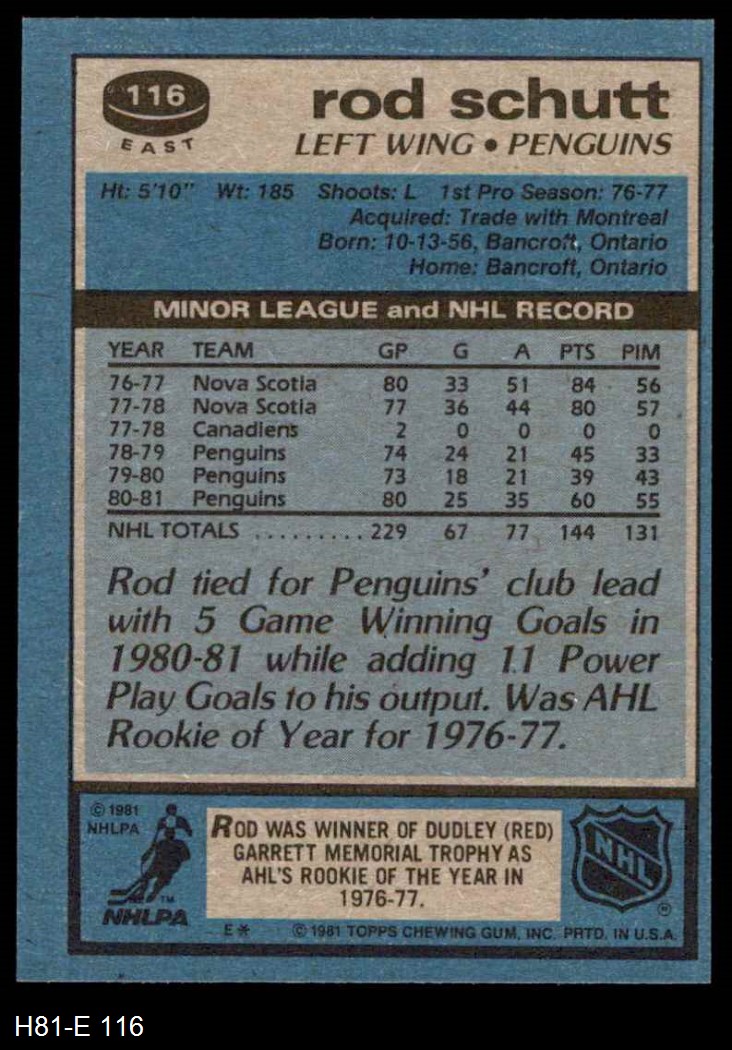 116
EAST
rod schutt
LEFT WING • PENGUINS
Ht: 5'10" Wt: 185 Shoots: L 1st Pro Season: 76-77
Acquired: Trade with Montreal
Born: 10-13-56, Bancroft, Ontario
Home: Bancroft, Ontario
MINOR LEAGUE and NHL RECORD
YEAR TEAM GP G A PTS PIM
76-77 Nova Scotia 80 33 51 84 56
77-78 Nova Scotia 77 36 44 80 57
77-78 Canadiens 2 0 0 0 0
78-79 Penguins 74 24 21 45 33
79-80 Penguins 73 18 21 39 43
80-81 Penguins 80 25 35 60 55
NHL TOTALS .......... 229 67 77 144 131
Rod tied for Penguins' club lead
with 5 Game Winning Goals in
1980-81 while adding 11 Power
Play Goals to his output. Was AHL
Rookie of Year for 1976-77.
© 1981
NHLPA
TM
NHLPA
ROD WAS WINNER OF DUDLEY (RED)
GARRETT MEMORIAL TROPHY AS
AHL'S ROOKIE OF THE YEAR IN
1976-77.
NHL
®
E* © 1981 TOPPS CHEWING GUM, INC. PRTD. IN U.S.A.
H81-E 116